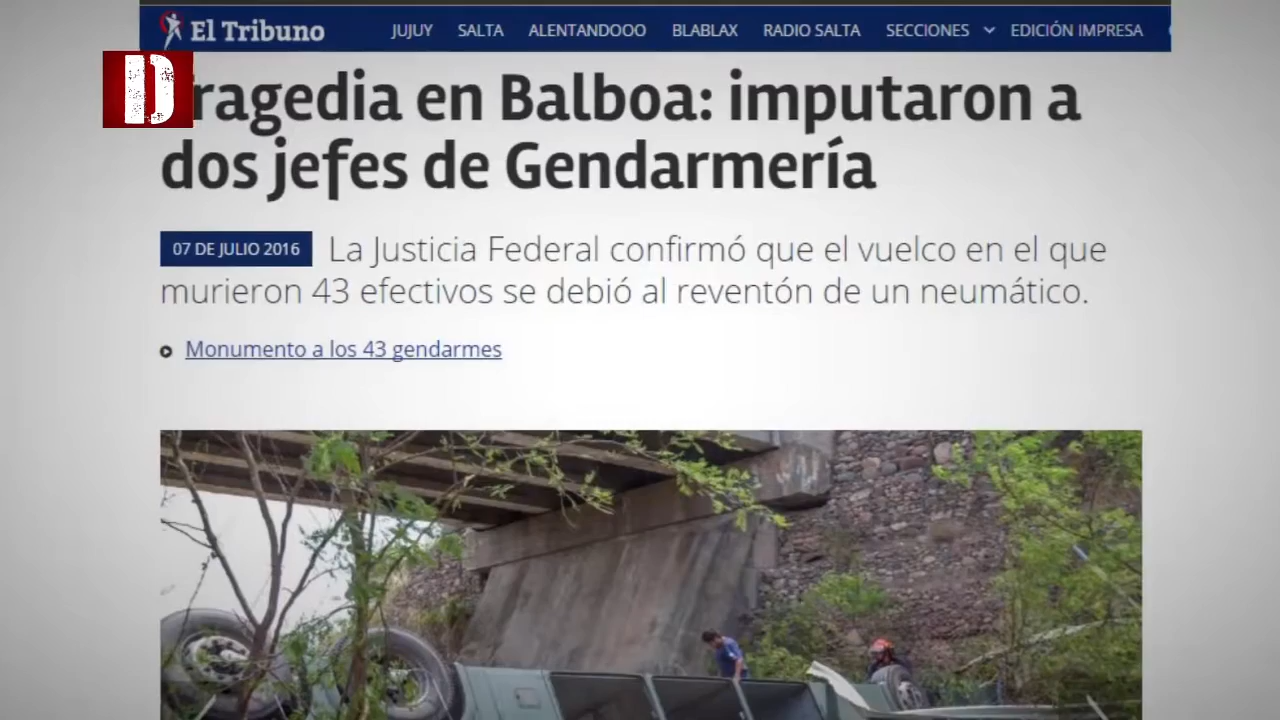 El Tribuno JUJUY SALTA ALENTANDOOO BLABLAX RADIO SALTA SECCIONES EDICIÓN IMPRESA
D
ragedia en Balboa: imputaron a
dos jefes de Gendarmería
07 DE JULIO 2016 La Justicia Federal confirmó que el vuelco en el que
murieron 43 efectivos se debió al reventón de un neumático.
Monumento a los 43 gendarmes